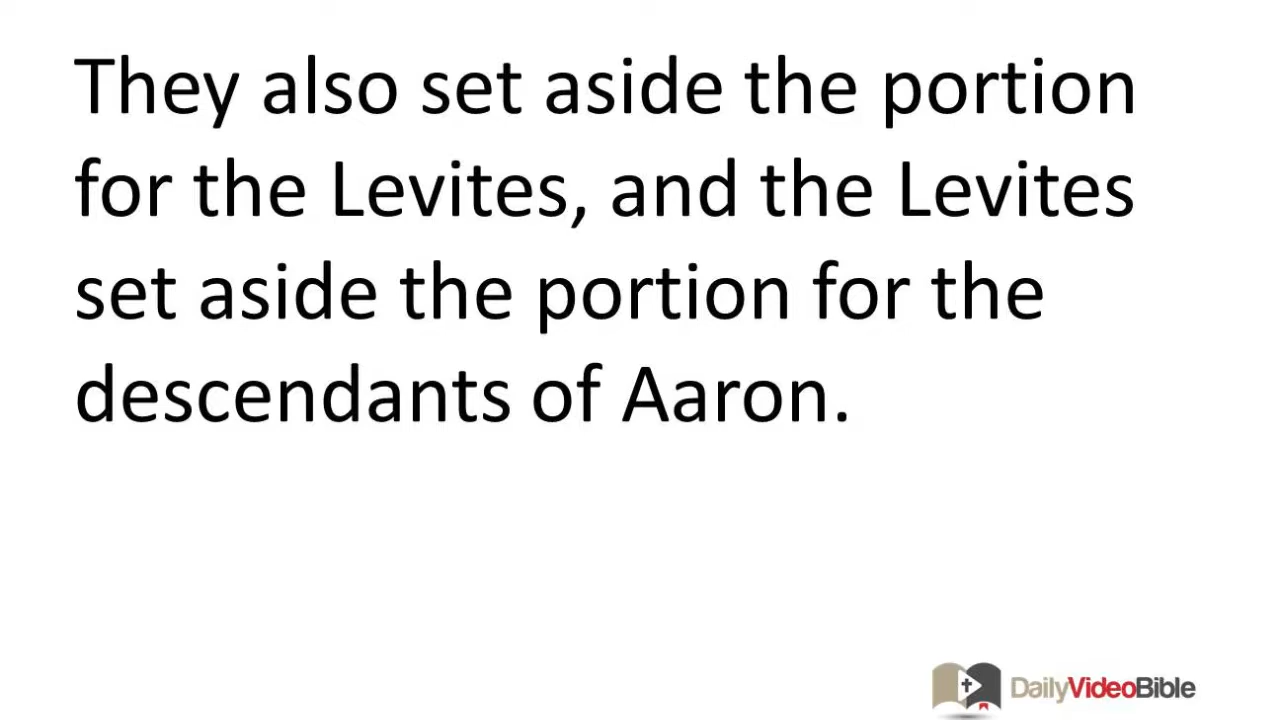 They also set aside the portion
for the Levites, and the Levites
set aside the portion for the
descendants of Aaron.
DailyVideoBible